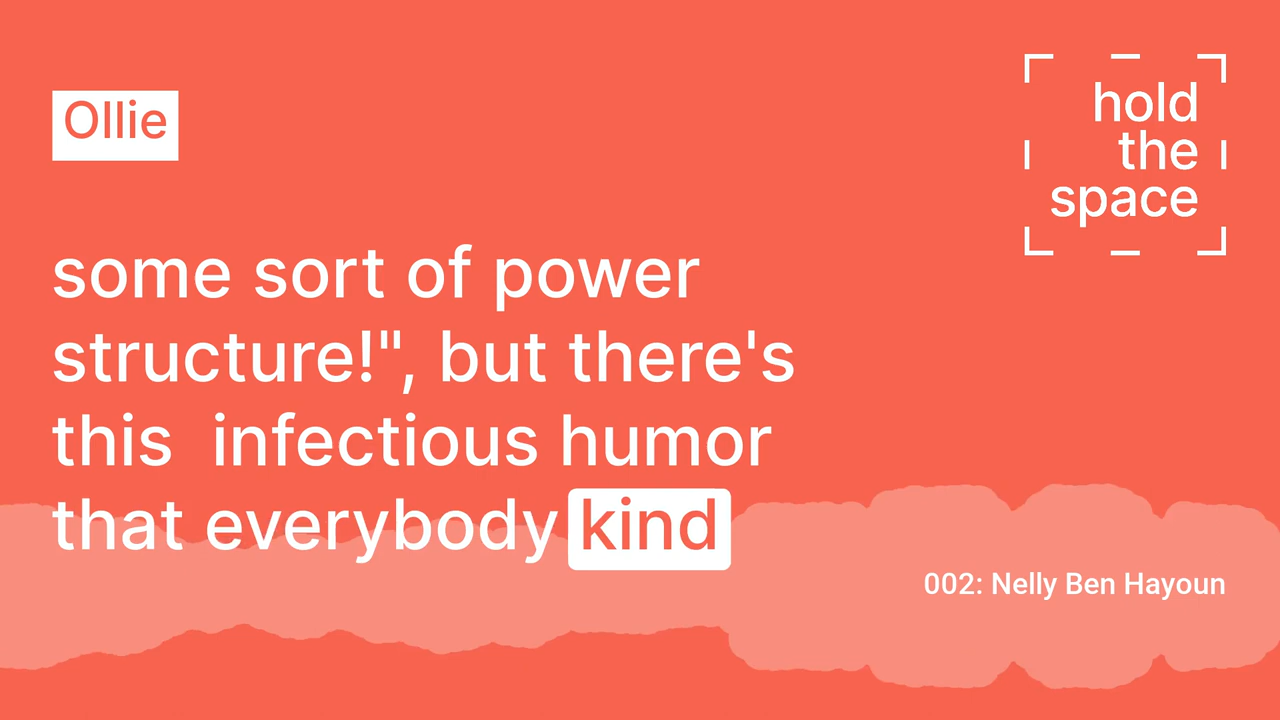 Ollie
hold
the
space
some sort of power
structure!", but there's
this  infectious humor
that everybody kind
002: Nelly Ben Hayoun